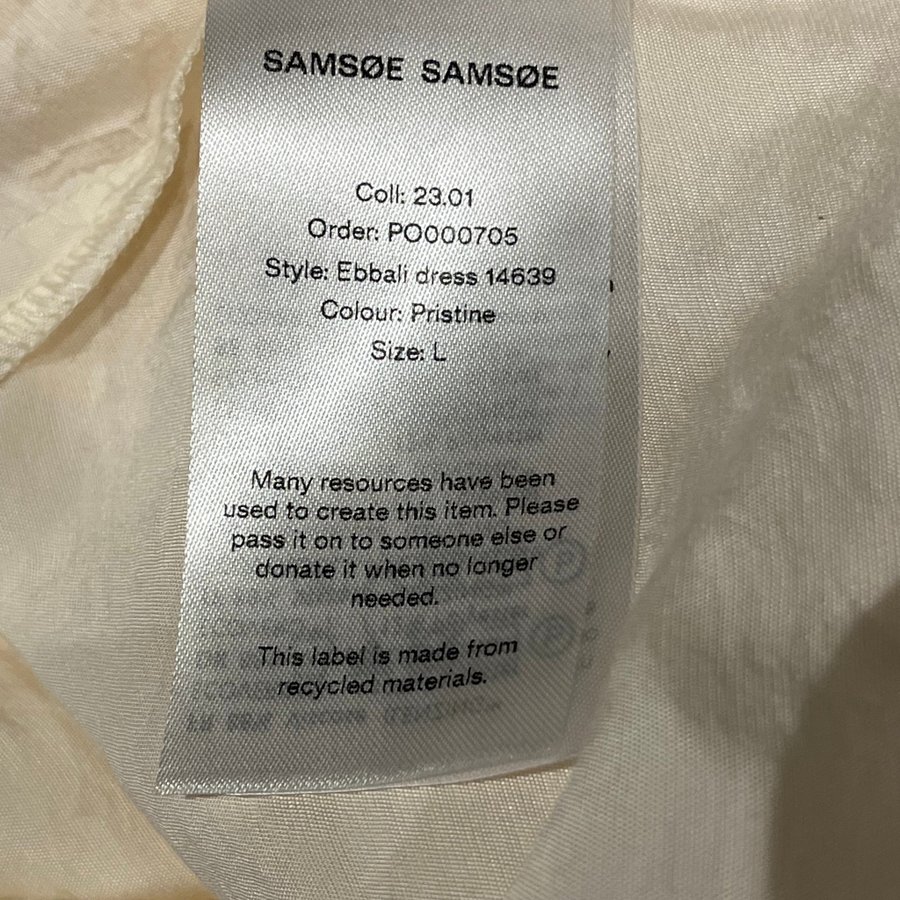 SAMSØE SAMSØE
Coll: 23.01
Order: PO000705
Style: Ebbali dress 14639
Colour: Pristine
Size: L
Many resources have been
used to create this item. Please
pass it on to someone else or
donate it when no longer
needed.
This label is made from
recycled materials.